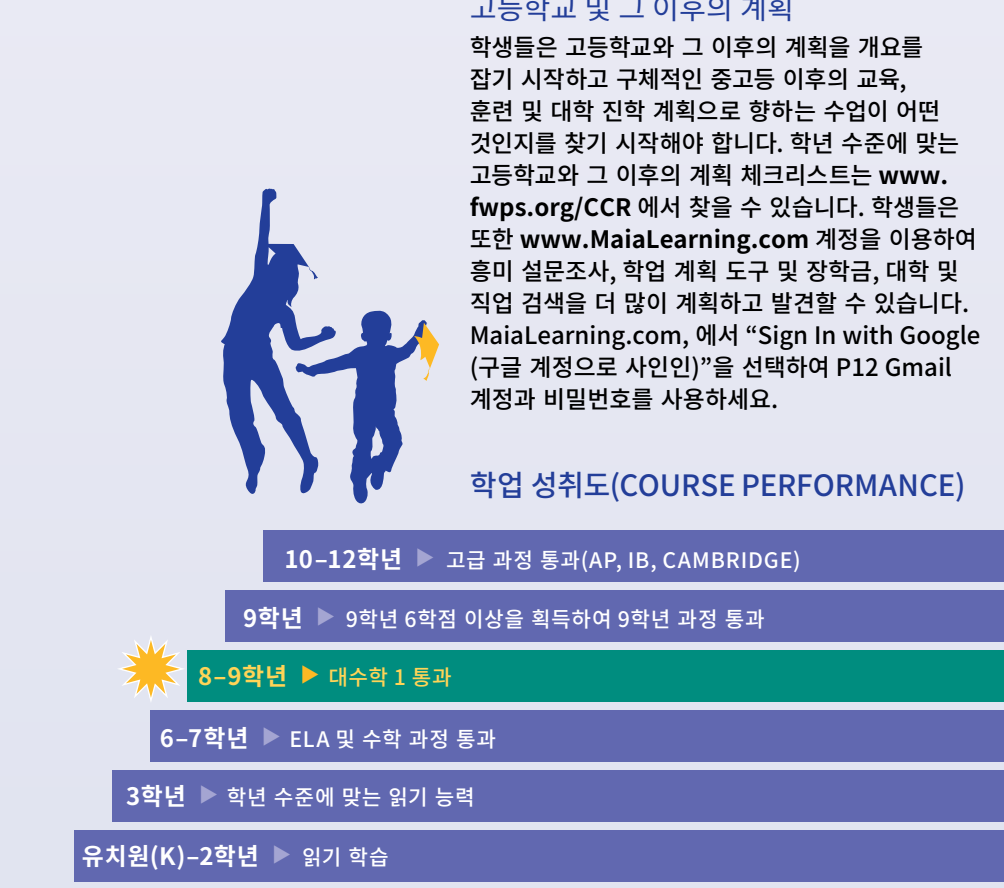 고등학교 및 그 이후의 계획
학생들은 고등학교와 그 이후의 계획을 개요를
잡기 시작하고 구체적인 중고등 이후의 교육,
훈련 및 대학 진학 계획으로 향하는 수업이 어떤
것인지를 찾기 시작해야 합니다. 학년 수준에 맞는
고등학교와 그 이후의 계획 체크리스트는 www.
fwps.org/CCR 에서 찾을 수 있습니다. 학생들은
또한 www.MaiaLearning.com 계정을 이용하여
흥미 설문조사, 학업 계획 도구 및 장학금, 대학 및
직업 검색을 더 많이 계획하고 발견할 수 있습니다.
MaiaLearning.com, 에서 “Sign In with Google
(구글 계정으로 사인인)”을 선택하여 P12 Gmail
계정과 비밀번호를 사용하세요.
학업 성취도(COURSE PERFORMANCE)
10–12학년 ▶ 고급 과정 통과(AP, IB, CAMBRIDGE)
9학년 ▶ 9학년 6학점 이상을 획득하여 9학년 과정 통과
8–9학년 ▶ 대수학 1 통과
6–7학년 ▶ ELA 및 수학 과정 통과
3학년 ▶ 학년 수준에 맞는 읽기 능력
유치원(K)–2학년 ▶ 읽기 학습